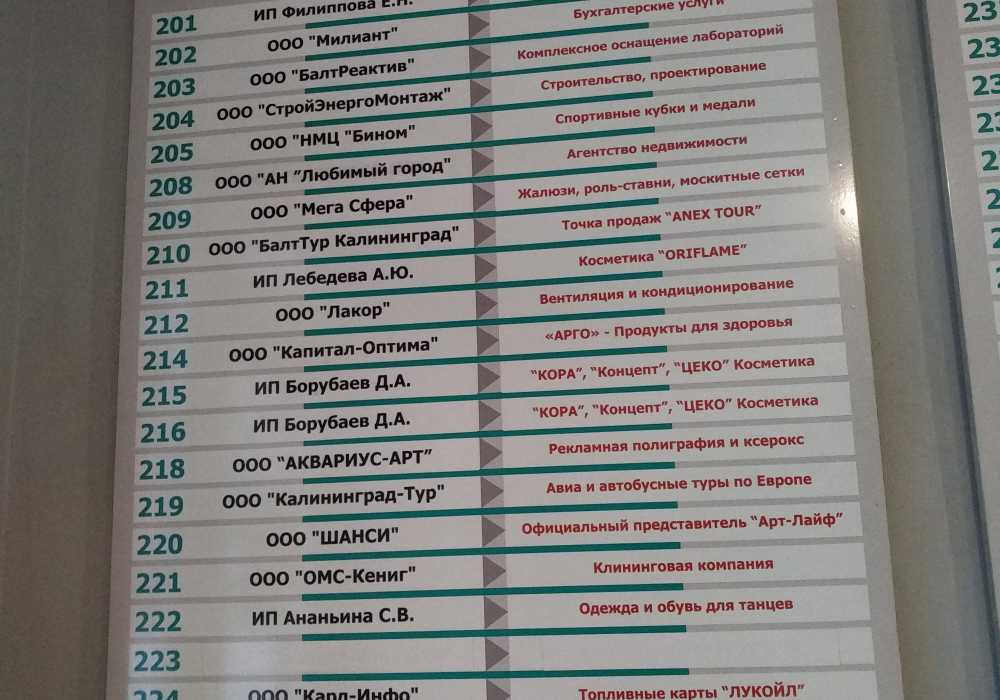 201 ИП Филиппова Е.Н. Бухгалтерские услуги
202 ООО "Милиант" Комплексное оснащение лабораторий
203 ООО "БалтРеактив" Строительство, проектирование
204 ООО "СтройЭнергоМонтаж" Спортивные кубки и медали
205 ООО "НМЦ "Бином" Агентство недвижимости
208 ООО "АН "Любимый город" Жалюзи, роль-ставни, москитные сетки
209 ООО "Мега Сфера" Точка продаж "ANEX TOUR"
210 ООО "БалтТур Калининград" Косметика "ORIFLAME"
211 ИП Лебедева А.Ю. Вентиляция и кондиционирование
212 ООО "Лакор" «АРГО» - Продукты для здоровья
214 ООО "Капитал-Оптима" "КОРА", "Концепт", "ЦЕКО" Косметика
215 ИП Борубаев Д.А. "КОРА", "Концепт", "ЦЕКО" Косметика
216 ИП Борубаев Д.А. Рекламная полиграфия и ксерокс
218 ООО "АКВАРИУС-АРТ" Авиа и автобусные туры по Европе
219 ООО "Калининград-Тур" Официальный представитель "Арт-Лайф"
220 ООО "ШАНСИ" Клининговая компания
221 ООО "ОМС-Кениг" Одежда и обувь для танцев
222 ИП Ананьина С.В.
223
224 ООО "Кард-Инфо" Топливные карты "ЛУКОЙЛ"